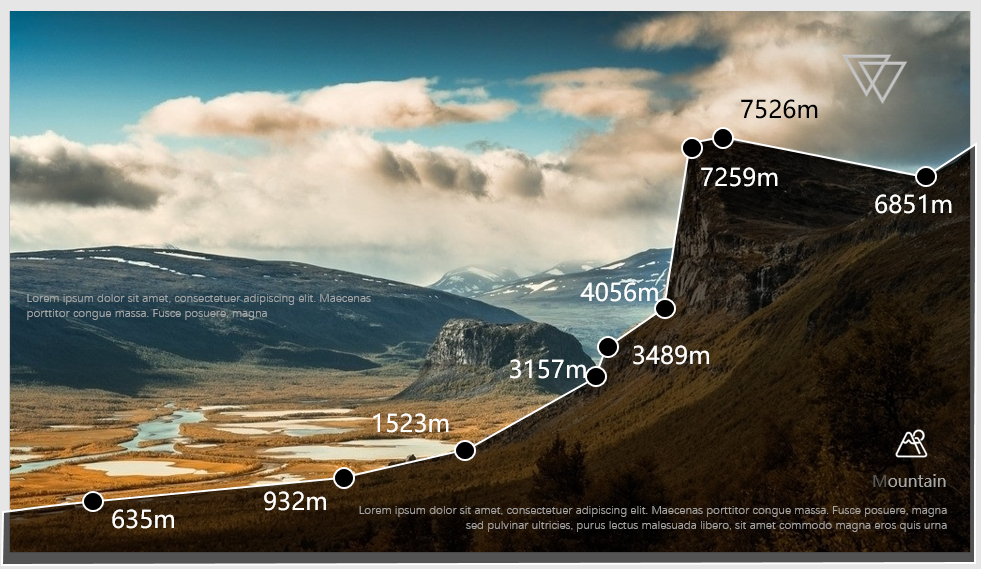 7526m
7259m
6851m
4056m
Lorem ipsum dolor sit amet, consectetuer adipiscing elit. Maecenas
porttitor congue massa. Fusce posuere, magna
3489m
3157m
1523m
Mountain
932m
635m
Lorem ipsum dolor sit amet, consectetuer adipiscing elit. Maecenas porttitor congue massa. Fusce posuere, magna
sed pulvinar ultricies, purus lectus malesuada libero, sit amet commodo magna eros quis urna